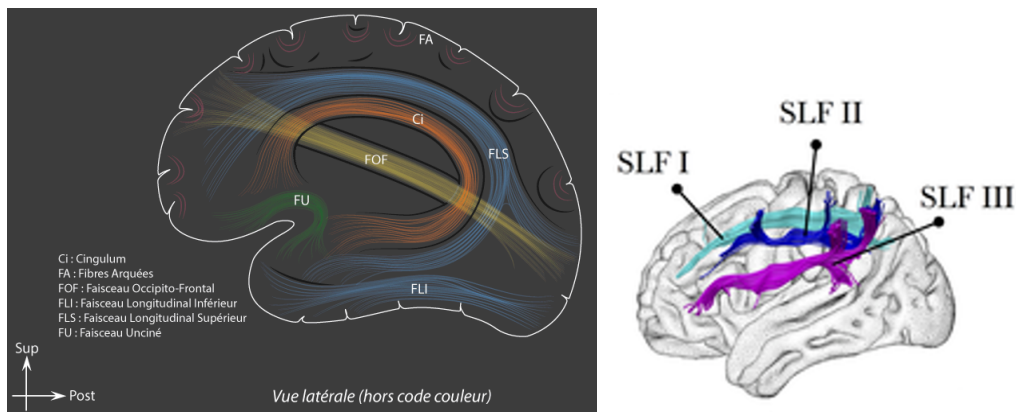 FA
Ci
FLS
FOF
FU
Ci : Cingulum
FA : Fibres Arquées
FOF : Faisceau Occipito-Frontal
FLI : Faisceau Longitudinal Inférieur
FLS : Faisceau Longitudinal Supérieur
FU : Faisceau Unciné
FLI
Sup
Post
Vue latérale (hors code couleur)
SLF II
SLF I
SLF III